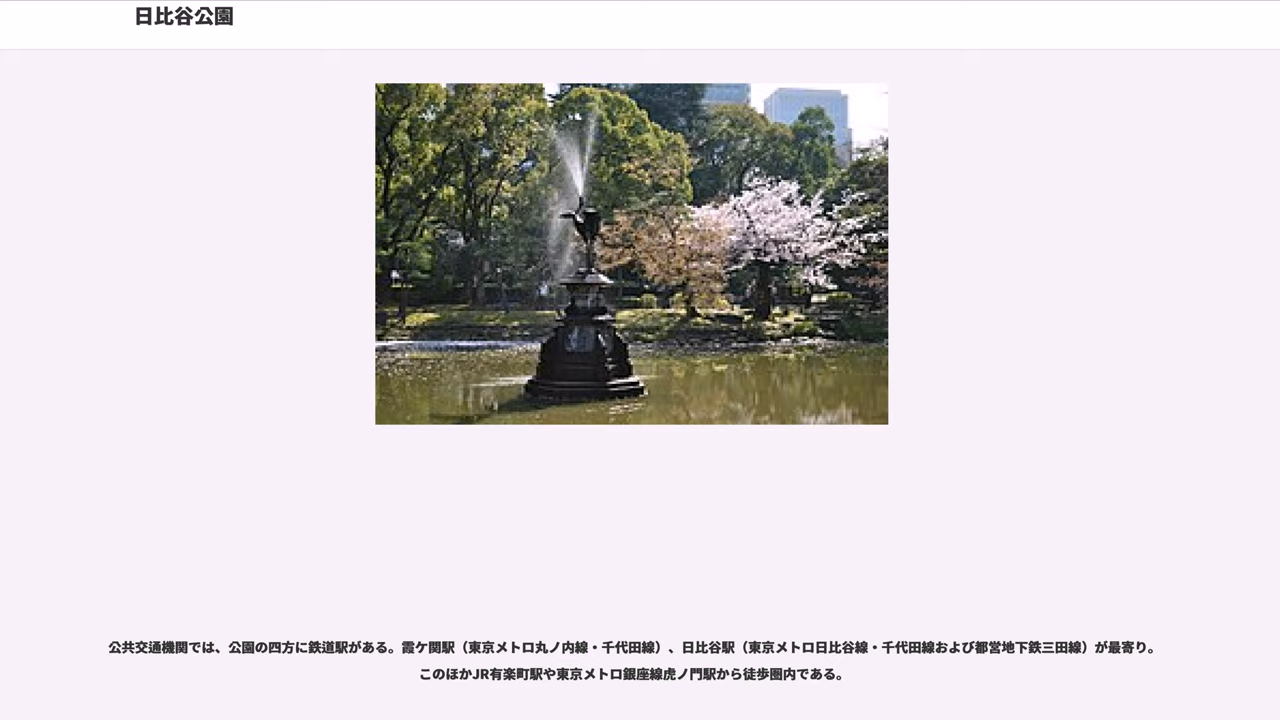 日比谷公園
公共交通機関では、公園の四方に鉄道駅がある。霞ケ関駅（東京メトロ丸ノ内線・千代田線）、日比谷駅（東京メトロ日比谷線・千代田線および都営地下鉄三田線）が最寄り。
このほかJR有楽町駅や東京メトロ銀座線虎ノ門駅から徒歩圏内である。